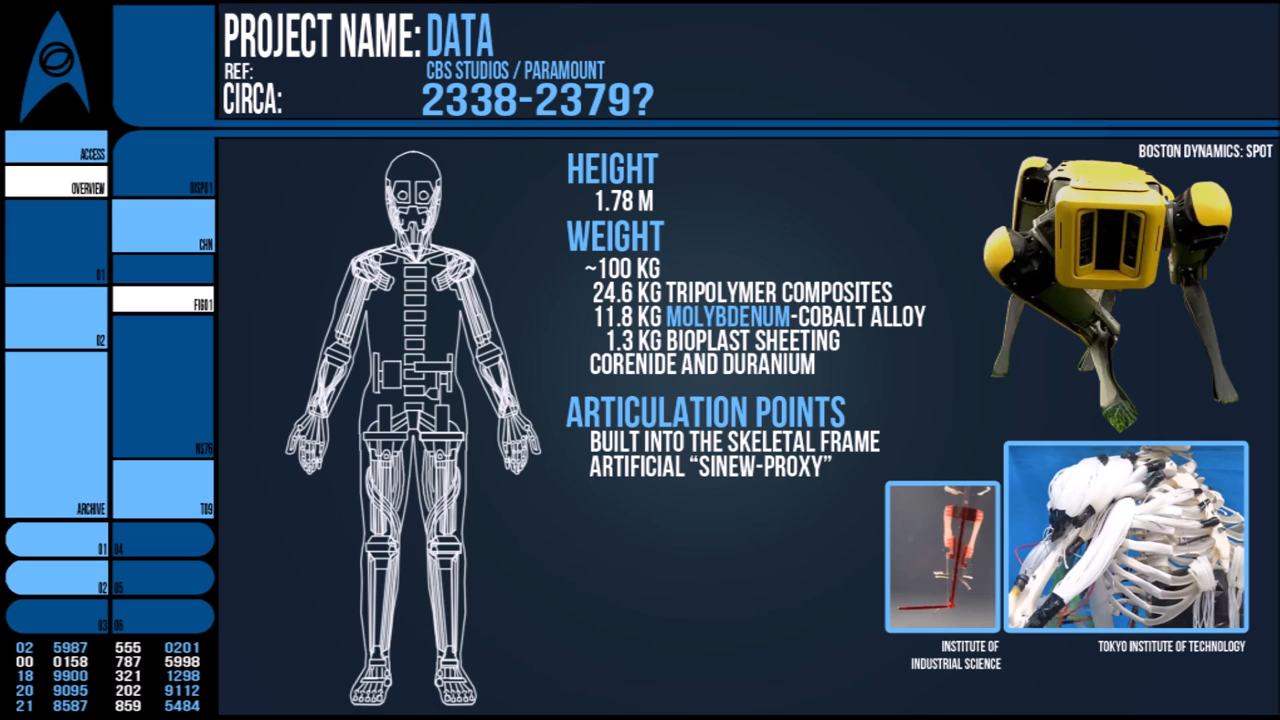 PROJECT NAME: DATA
REF: CBS STUDIOS / PARAMOUNT
CIRCA: 2338-2379?
ACCESS
OVERVIEW
01
02
ARCHIVE
DISP01
CHN
FIG01
NS76
T09
01 04
02 05
03 06
02 5987 555 0201
00 0158 787 5998
18 9900 321 1298
20 9095 202 9112
21 8587 859 5484
HEIGHT
1.78 M
WEIGHT
~100 KG
24.6 KG TRIPOLYMER COMPOSITES
11.8 KG MOLYBDENUM-COBALT ALLOY
1.3 KG BIOPLAST SHEETING
CORENIDE AND DURANIUM
ARTICULATION POINTS
BUILT INTO THE SKELETAL FRAME
ARTIFICIAL “SINEW-PROXY”
BOSTON DYNAMICS: SPOT
INSTITUTE OF
INDUSTRIAL SCIENCE
TOKYO INSTITUTE OF TECHNOLOGY